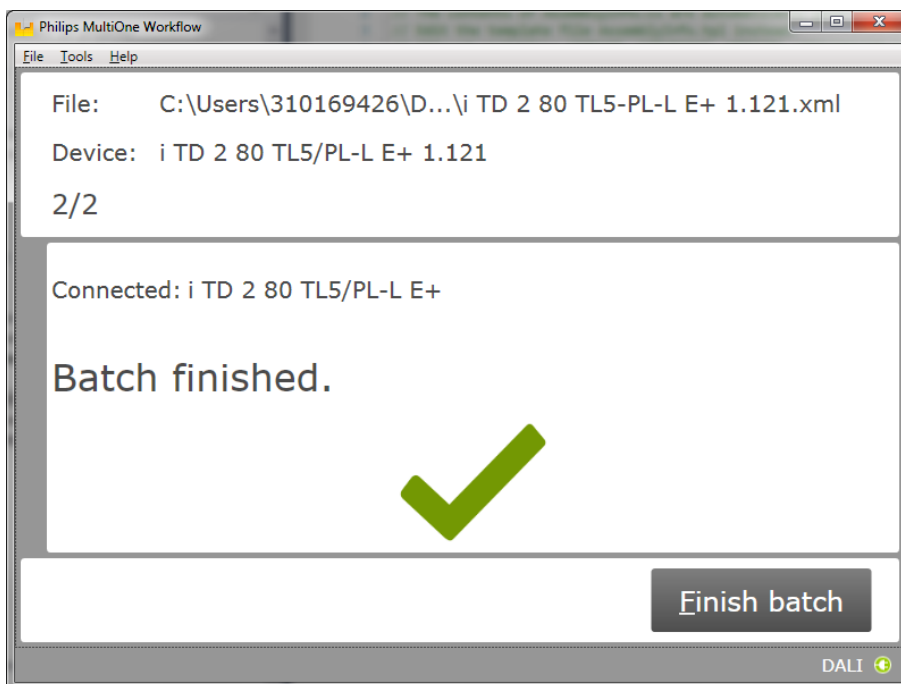 Philips MultiOne Workflow
File Tools Help
File: C:\Users\310169426\D...\i TD 2 80 TL5-PL-L E+ 1.121.xml
Device: i TD 2 80 TL5/PL-L E+ 1.121
2/2
Connected: i TD 2 80 TL5/PL-L E+
Batch finished.
Finish batch
DALI